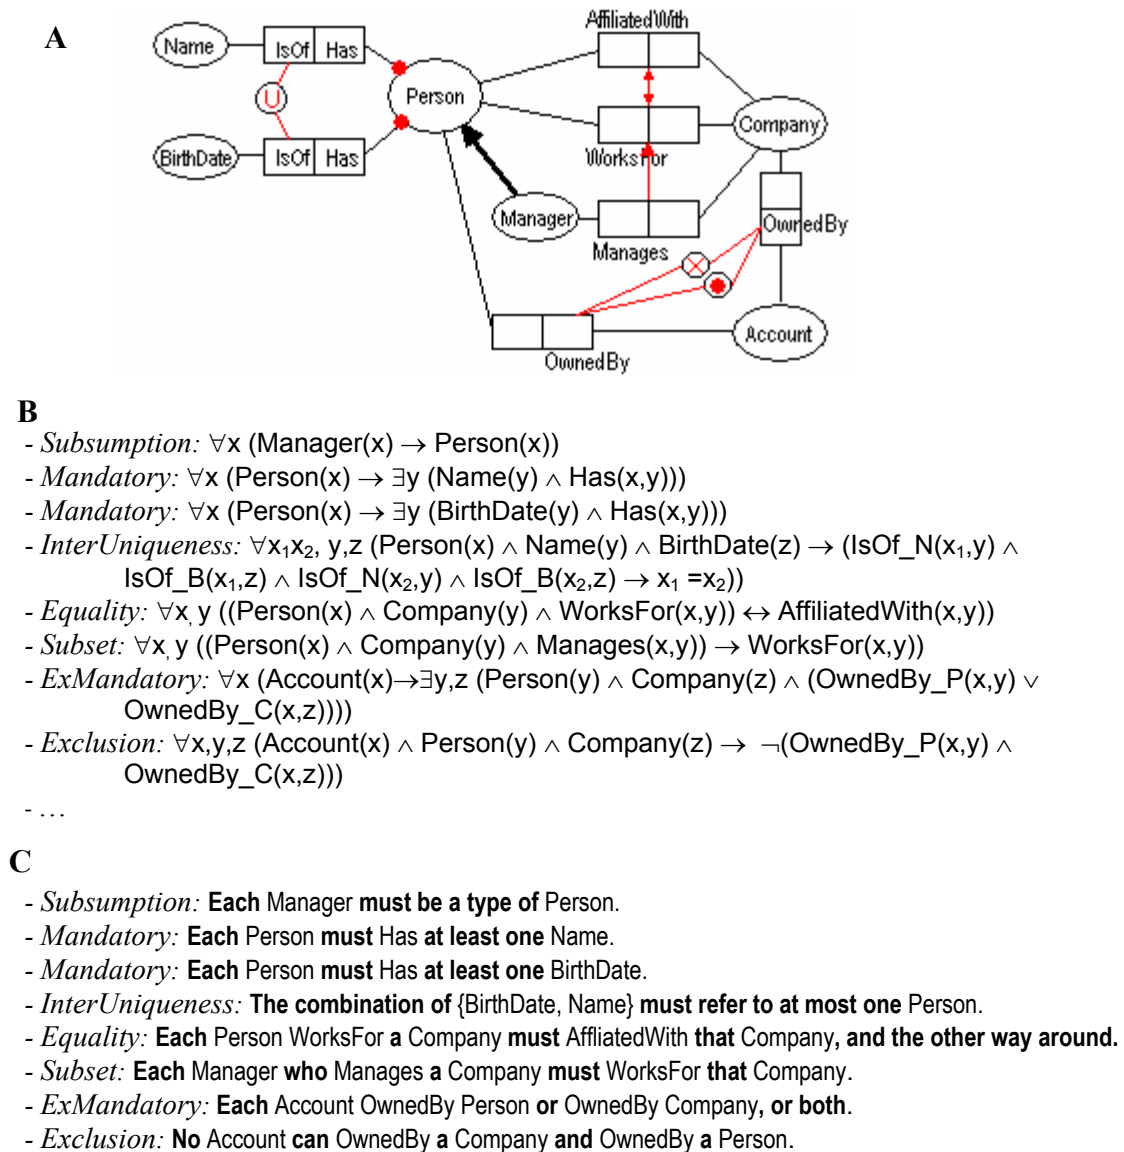 A
AffiliatedWith
Name
IsOf Has
U
Person
Company
BirthDate
IsOf Has
WorksFor
Manager
OwnedBy
Manages
Account
OwnedBy
B
- Subsumption: ∀x (Manager(x) → Person(x))
- Mandatory: ∀x (Person(x) → ∃y (Name(y) ∧ Has(x,y)))
- Mandatory: ∀x (Person(x) → ∃y (BirthDate(y) ∧ Has(x,y)))
- InterUniqueness: ∀x₁x₂, y,z (Person(x) ∧ Name(y) ∧ BirthDate(z) → (IsOf_N(x₁,y) ∧
IsOf_B(x₁,z) ∧ IsOf_N(x₂,y) ∧ IsOf_B(x₂,z) → x₁ =x₂))
- Equality: ∀x, y ((Person(x) ∧ Company(y) ∧ WorksFor(x,y)) ↔ AffiliatedWith(x,y))
- Subset: ∀x, y ((Person(x) ∧ Company(y) ∧ Manages(x,y)) → WorksFor(x,y))
- ExMandatory: ∀x (Account(x)→∃y,z (Person(y) ∧ Company(z) ∧ (OwnedBy_P(x,y) ∨
OwnedBy_C(x,z))))
- Exclusion: ∀x,y,z (Account(x) ∧ Person(y) ∧ Company(z) → ¬(OwnedBy_P(x,y) ∧
OwnedBy_C(x,z)))
- …
C
- Subsumption: Each Manager must be a type of Person.
- Mandatory: Each Person must Has at least one Name.
- Mandatory: Each Person must Has at least one BirthDate.
- InterUniqueness: The combination of {BirthDate, Name} must refer to at most one Person.
- Equality: Each Person WorksFor a Company must AffliatedWith that Company, and the other way around.
- Subset: Each Manager who Manages a Company must WorksFor that Company.
- ExMandatory: Each Account OwnedBy Person or OwnedBy Company, or both.
- Exclusion: No Account can OwnedBy a Company and OwnedBy a Person.